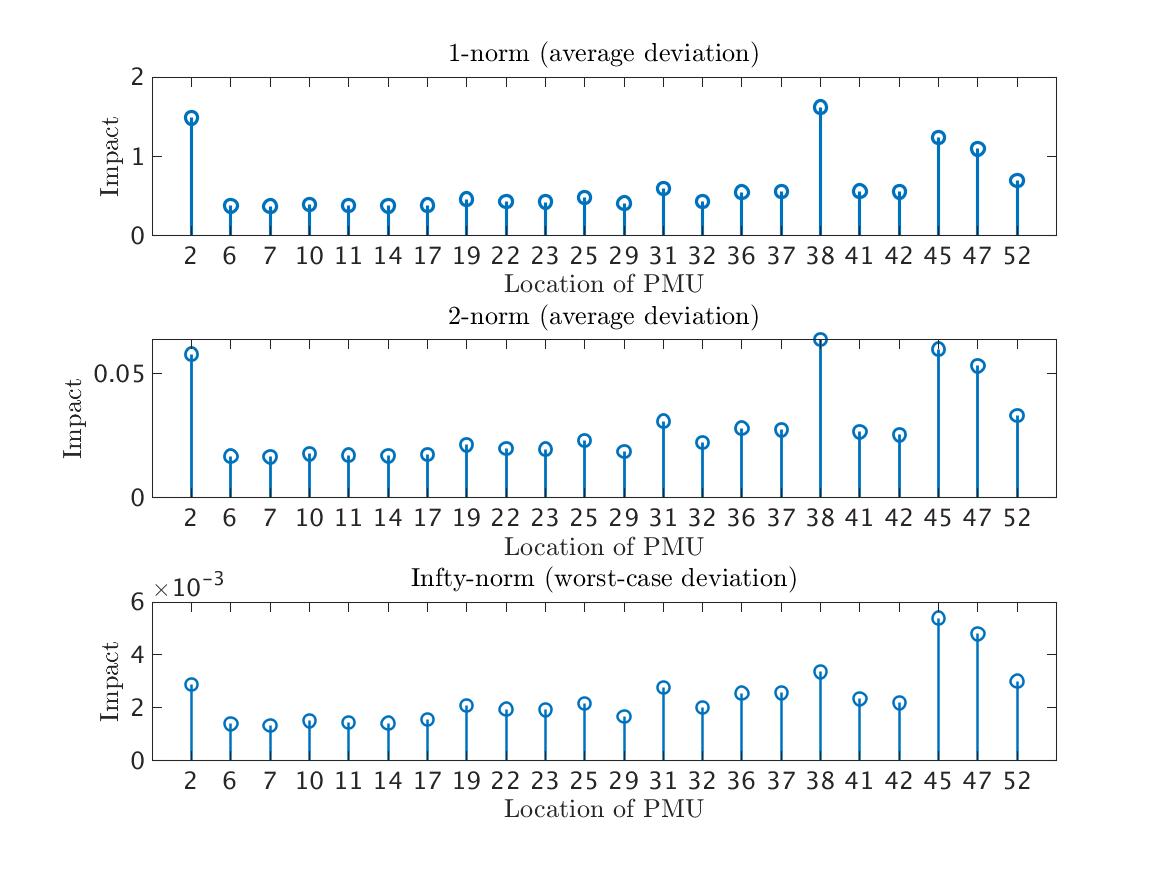 1-norm (average deviation)
2
1
0
Impact
2 6 7 10 11 14 17 19 22 23 25 29 31 32 36 37 38 41 42 45 47 52
Location of PMU
2-norm (average deviation)
0.05
0
Impact
2 6 7 10 11 14 17 19 22 23 25 29 31 32 36 37 38 41 42 45 47 52
Location of PMU
Infty-norm (worst-case deviation)
×10⁻³
6
4
2
0
Impact
2 6 7 10 11 14 17 19 22 23 25 29 31 32 36 37 38 41 42 45 47 52
Location of PMU